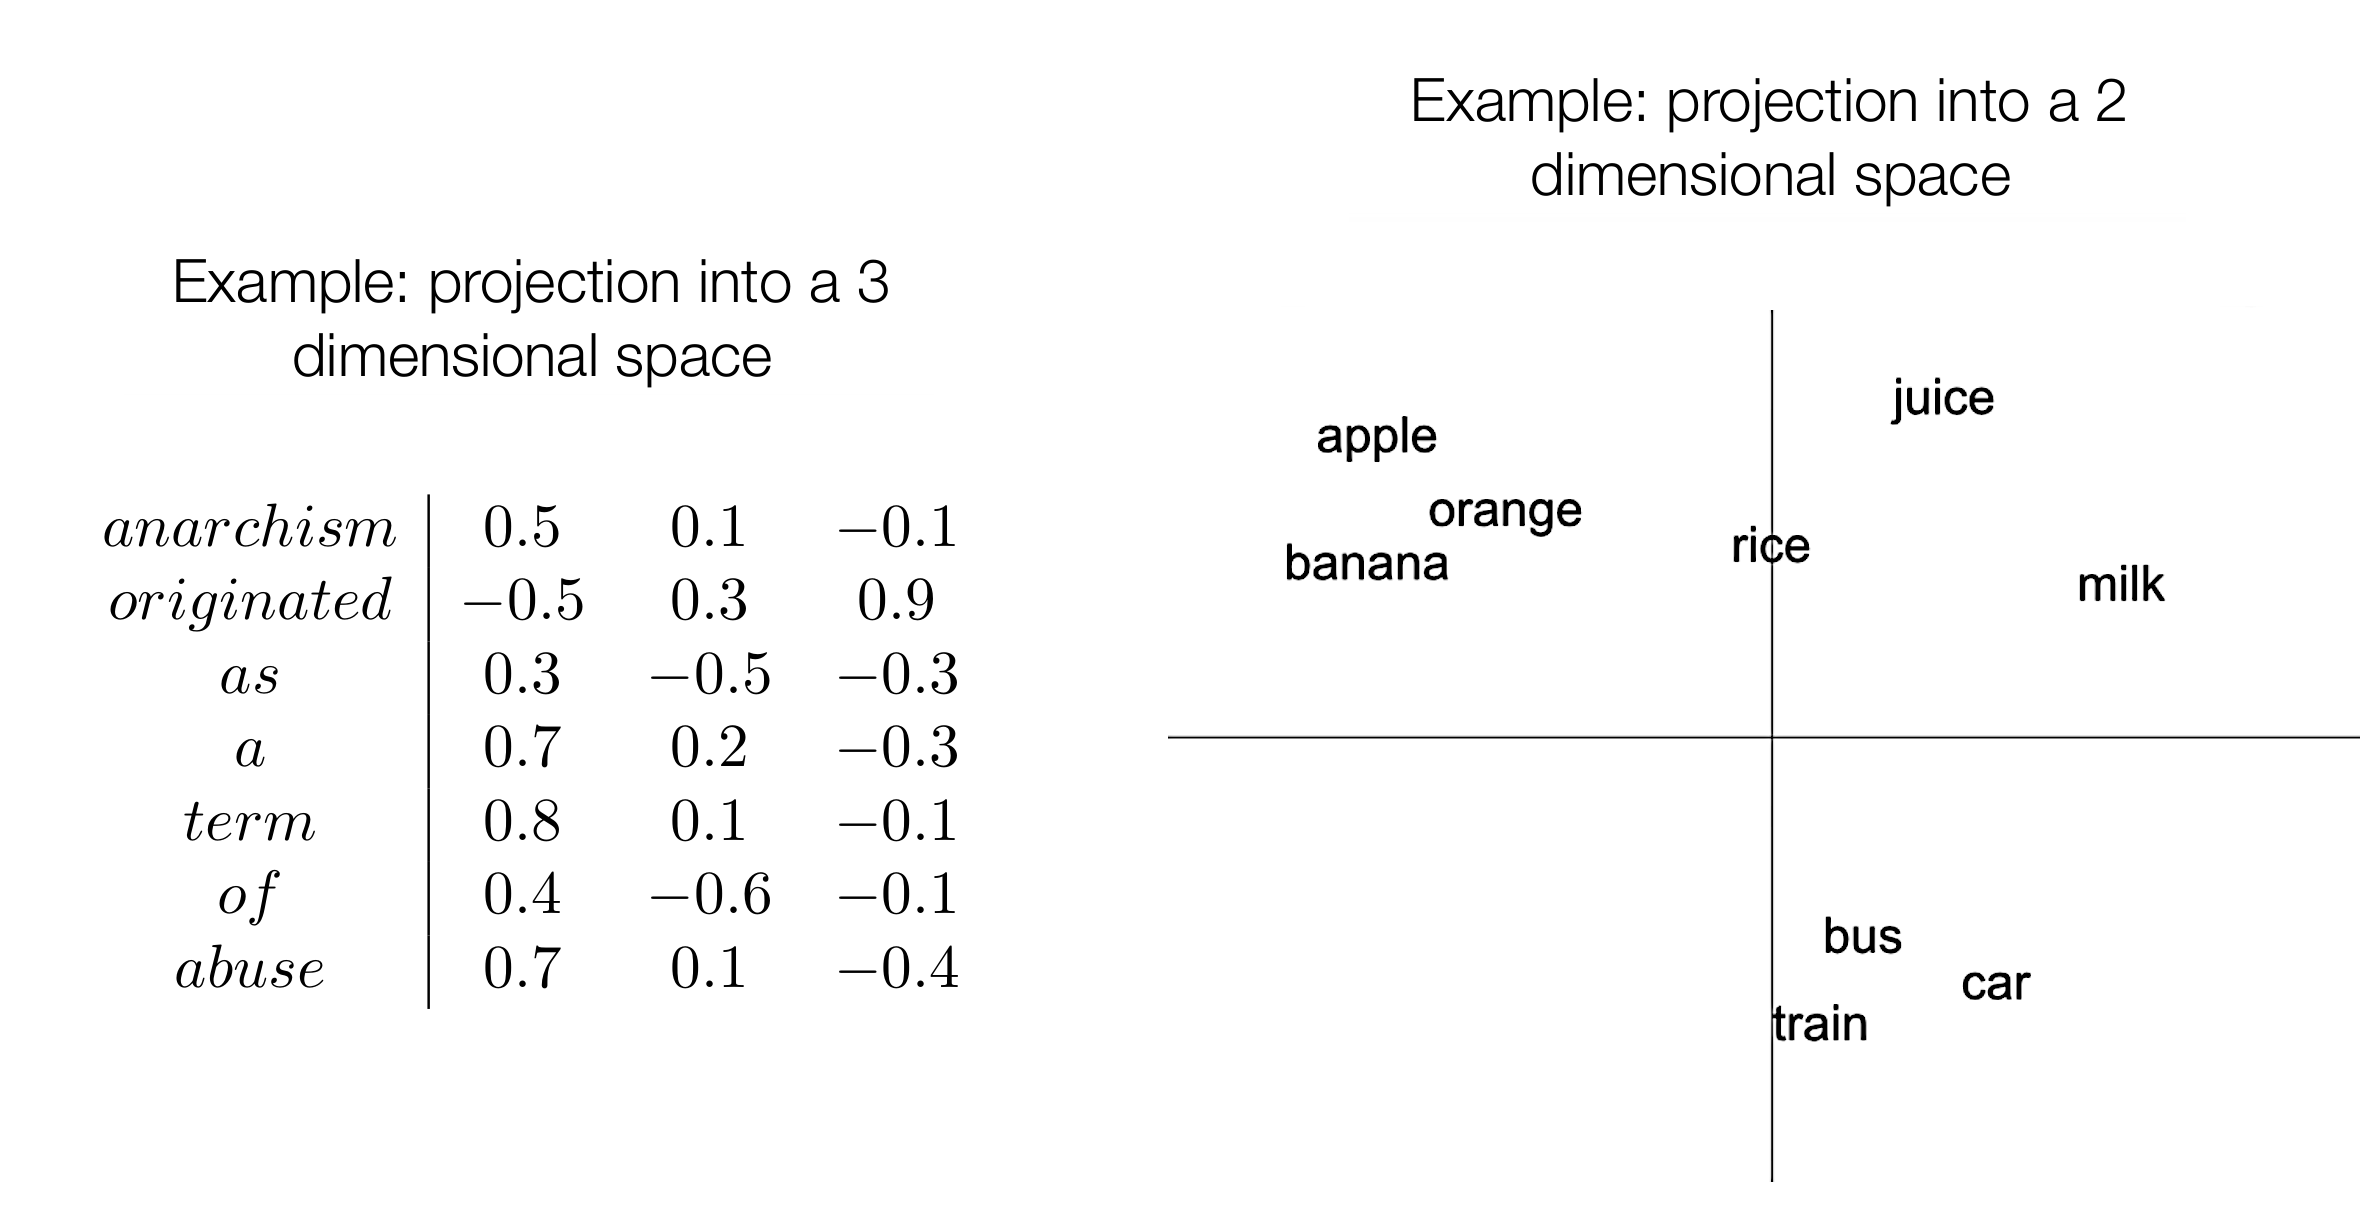 Example: projection into a 3
dimensional space
anarchism 0.5 0.1 −0.1
originated −0.5 0.3 0.9
as 0.3 −0.5 −0.3
a 0.7 0.2 −0.3
term 0.8 0.1 −0.1
of 0.4 −0.6 −0.1
abuse 0.7 0.1 −0.4
Example: projection into a 2
dimensional space
juice
apple
orange
rice
banana
milk
bus
car
train